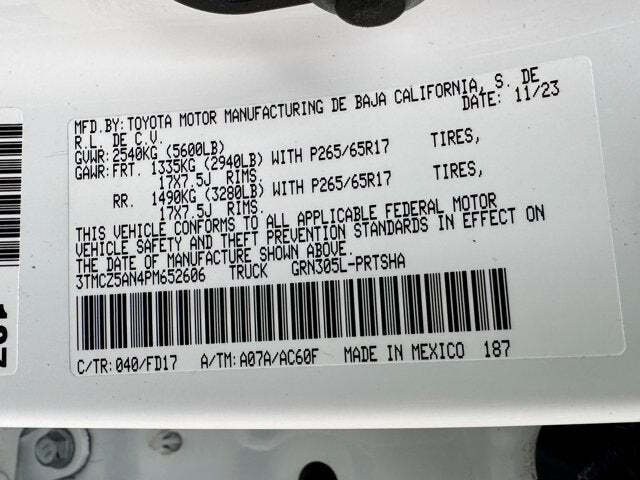 MFD.BY:TOYOTA MOTOR MANUFACTURING DE BAJA CALIFORNIA, S. DE
R.L. DE C.V. DATE: 11/23
GVWR:2540KG (5600LB)
GAWR:FRT. 1335KG (2940LB) WITH P265/65R17 TIRES,
17X7.5J RIMS.
RR. 1490KG (3280LB) WITH P265/65R17 TIRES,
17X7.5J RIMS.
THIS VEHICLE CONFORMS TO ALL APPLICABLE FEDERAL MOTOR
VEHICLE SAFETY AND THEFT PREVENTION STANDARDS IN EFFECT ON
THE DATE OF MANUFACTURE SHOWN ABOVE.
3TMCZ5AN4PM652606 TRUCK GRN305L-PRTSHA
C/TR:040/FD17 A/TM:A07A/AC60F MADE IN MEXICO 187